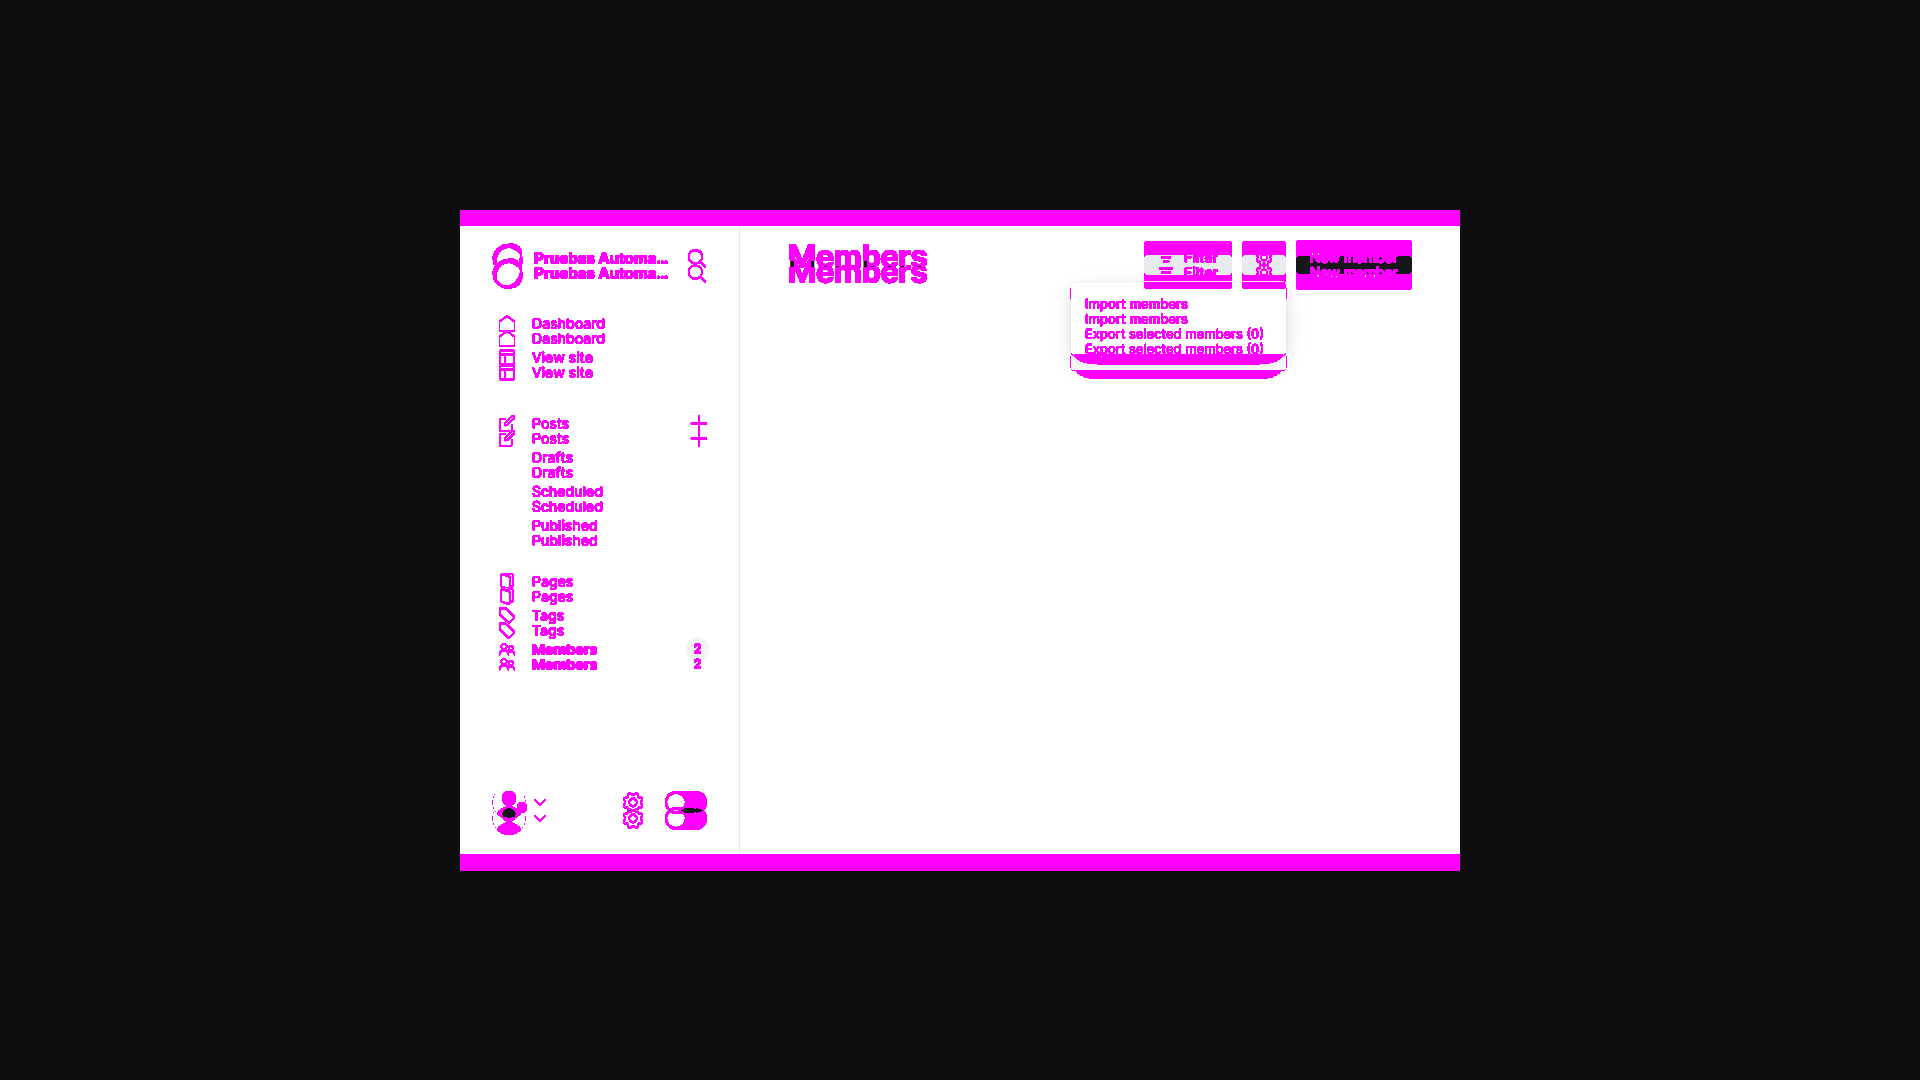 Pruebas Automa...
Pruebas Automa...
Dashboard
Dashboard
View site
View site
Posts
Posts
Drafts
Drafts
Scheduled
Scheduled
Published
Published
Pages
Pages
Tags
Tags
Members 2
Members 2
Members
Members
Filter
Filter
New member
New member
Import members
Import members
Export selected members (0)
Export selected members (0)